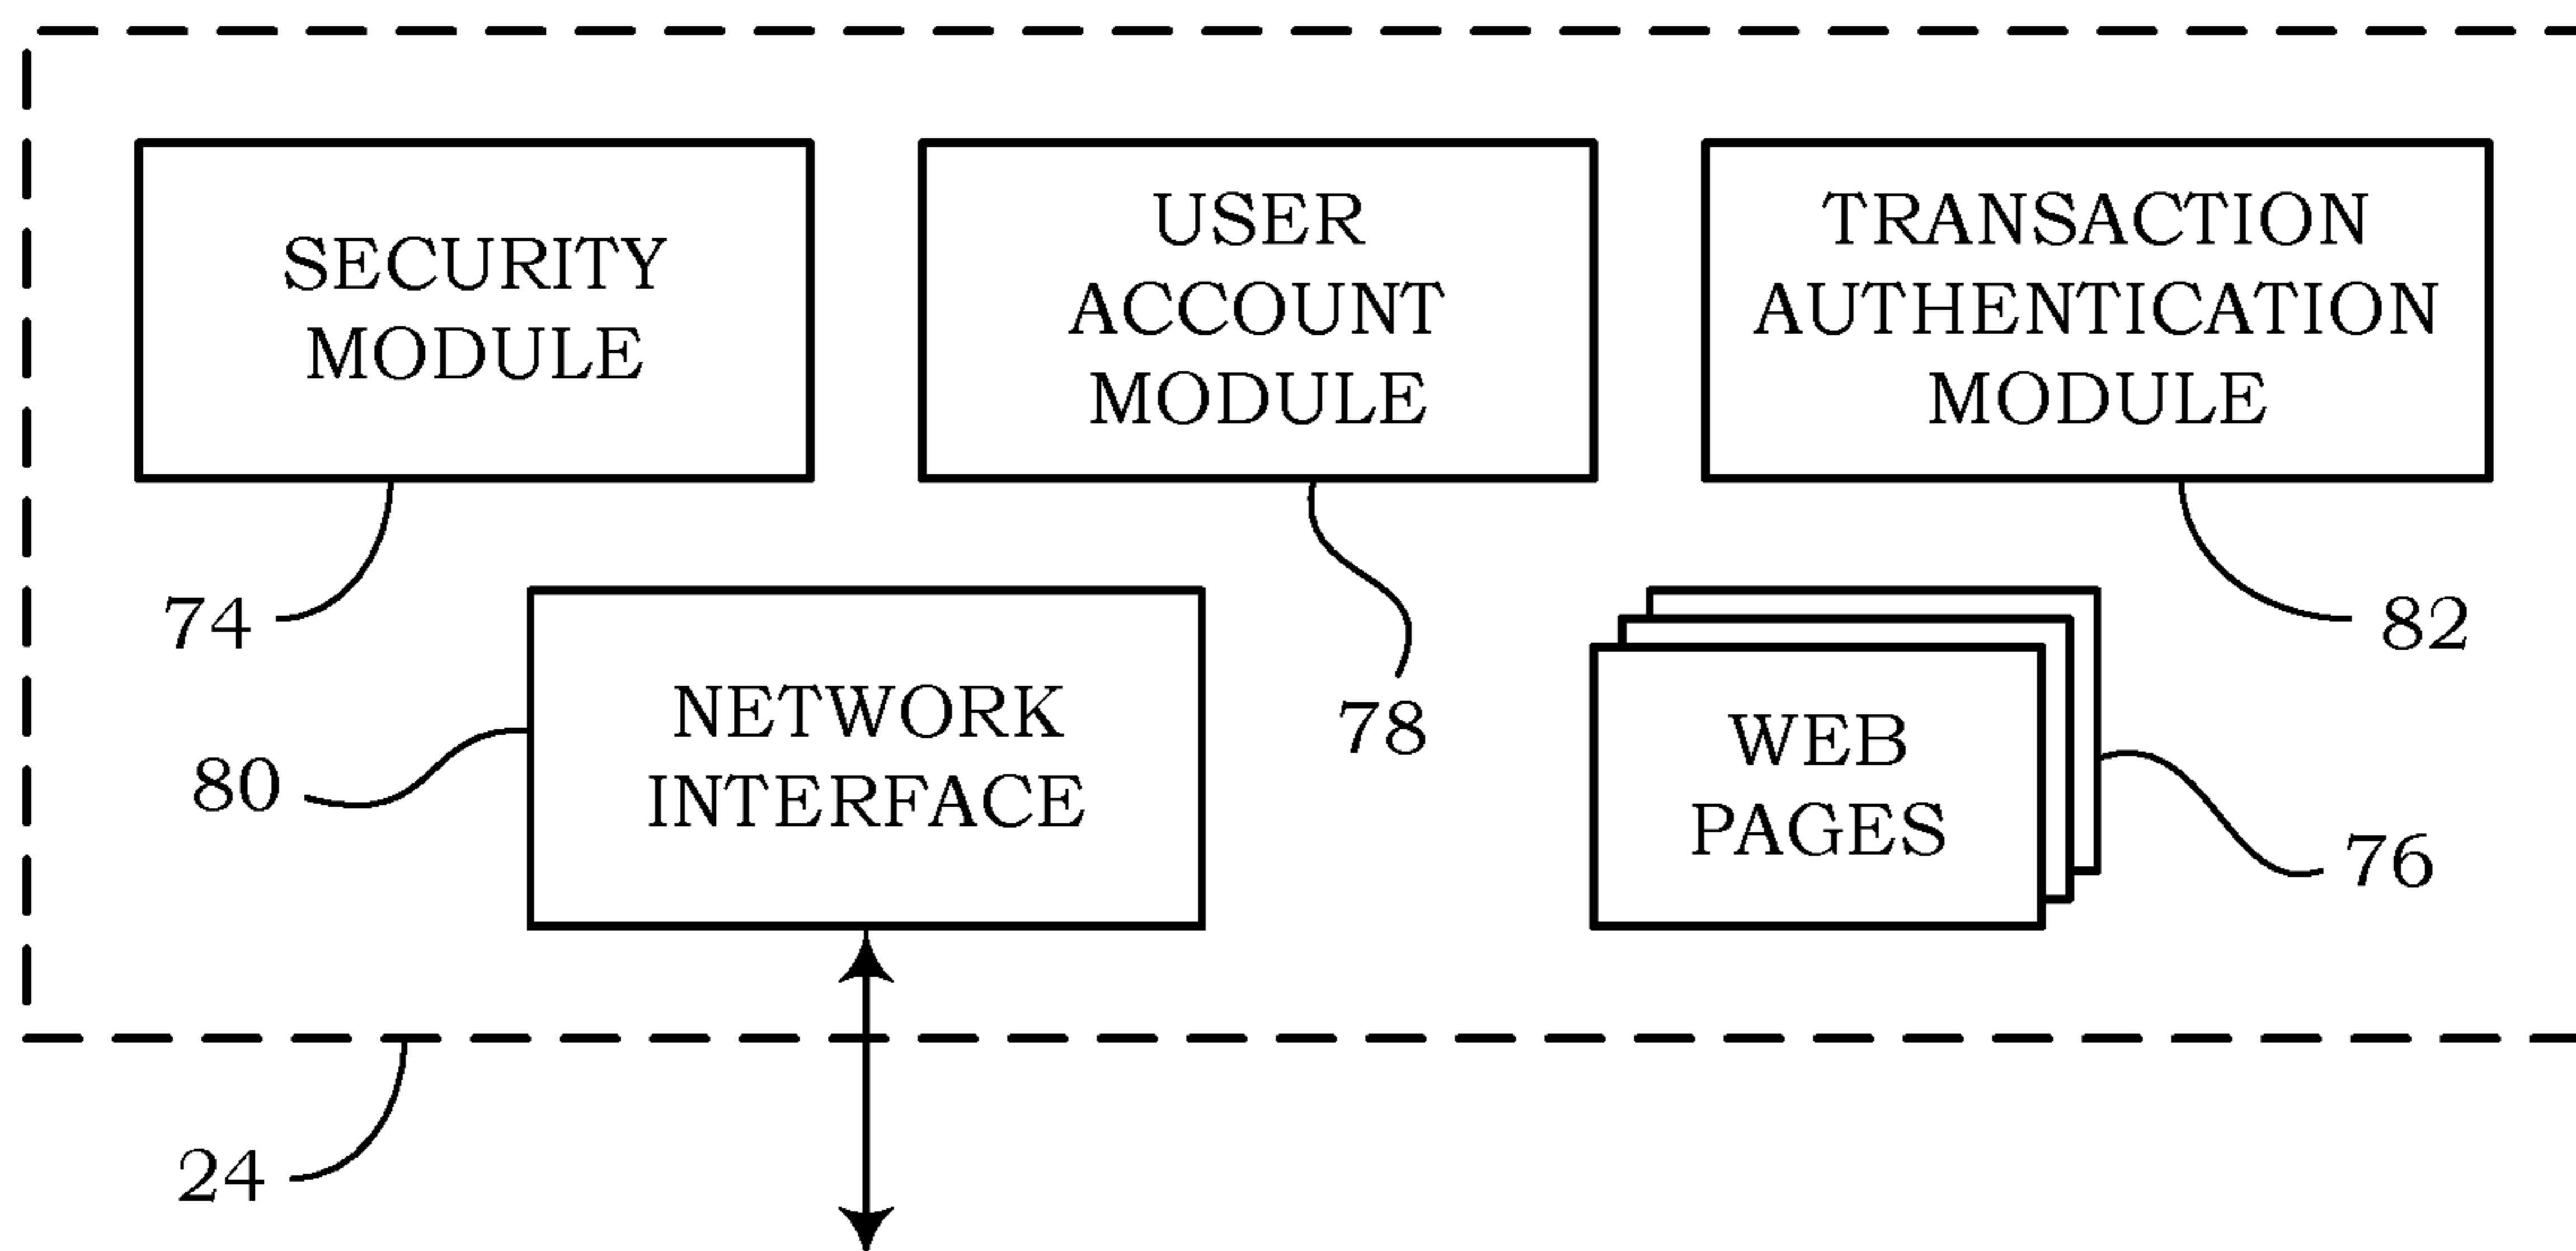 SECURITY
MODULE
USER
ACCOUNT
MODULE
TRANSACTION
AUTHENTICATION
MODULE
74
78
82
NETWORK
INTERFACE
80
WEB
PAGES
76
24